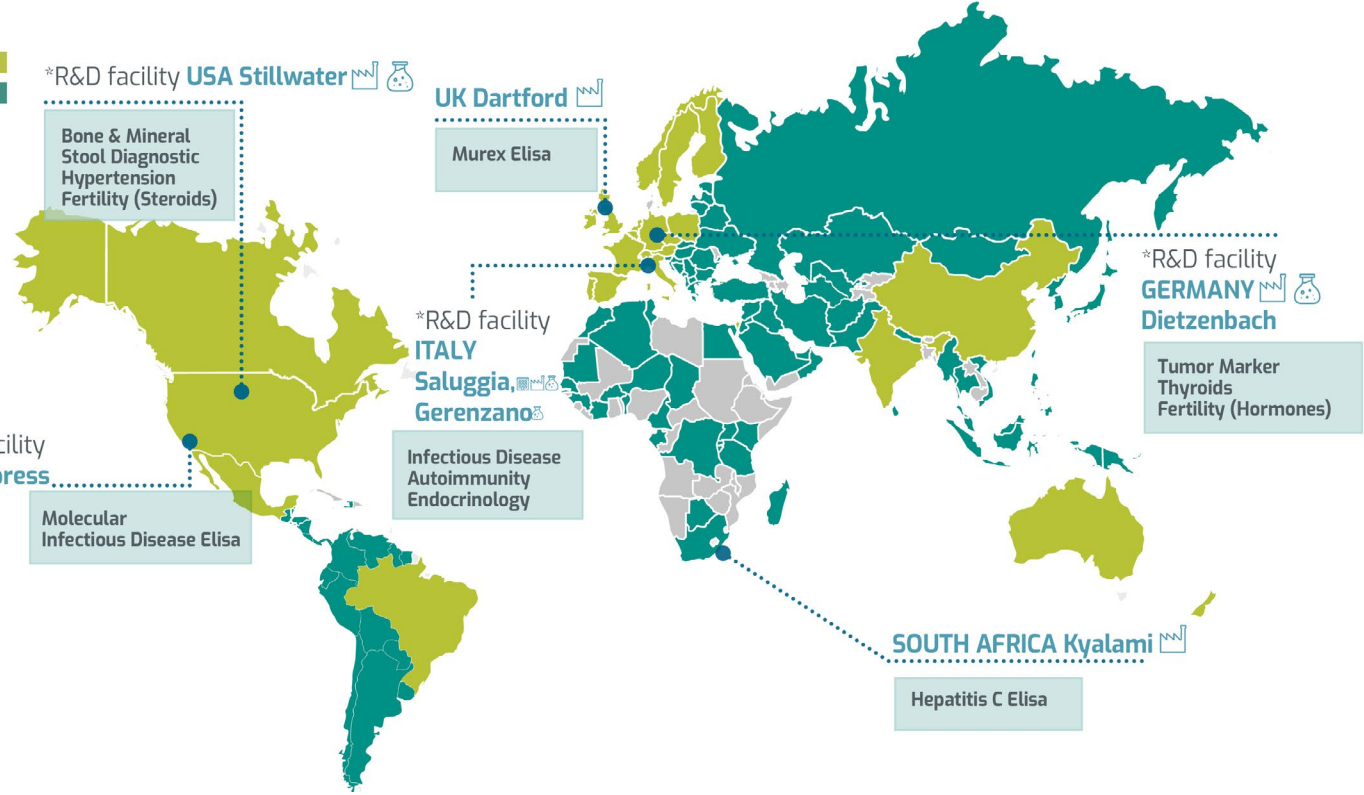 *R&D facility USA Stillwater
Bone & Mineral
Stool Diagnostic
Hypertension
Fertility (Steroids)
UK Dartford
Murex Elisa
*R&D facility
GERMANY
Dietzenbach
Tumor Marker
Thyroids
Fertility (Hormones)
*R&D facility
ITALY
Saluggia,
Gerenzano
Infectious Disease
Autoimmunity
Endocrinology
Molecular
Infectious Disease Elisa
SOUTH AFRICA Kyalami
Hepatitis C Elisa